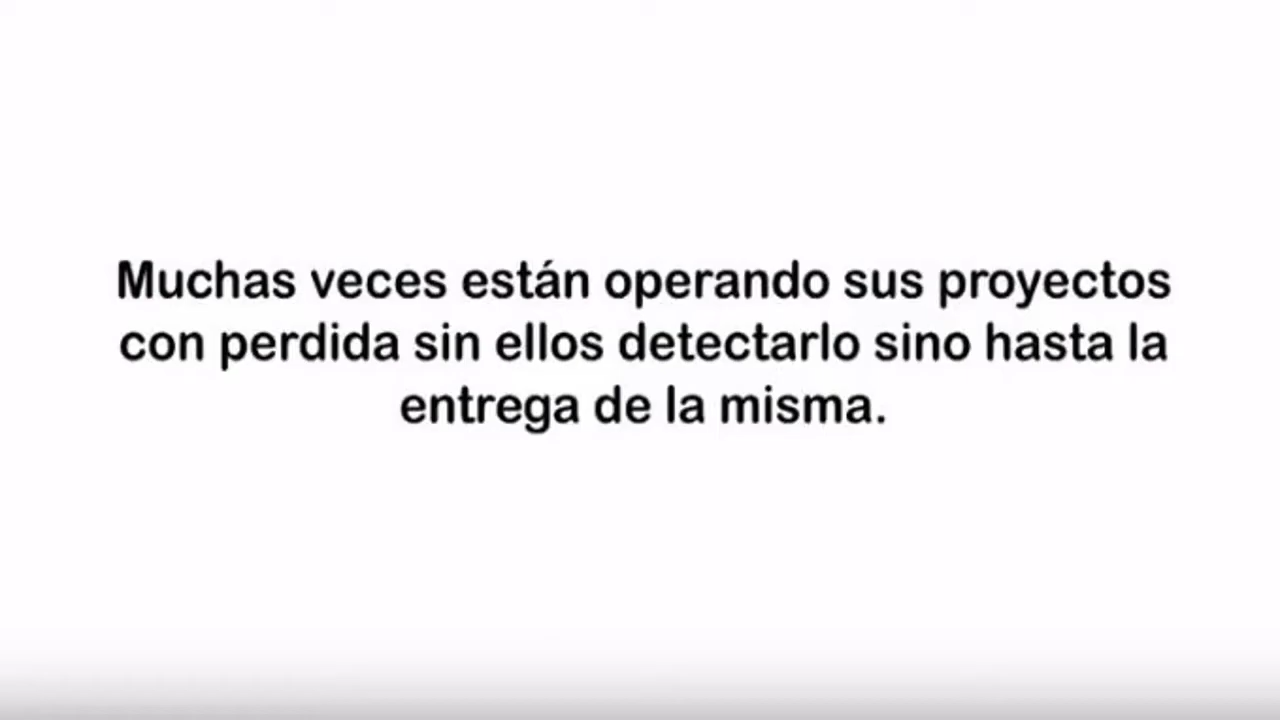 Muchas veces están operando sus proyectos
con perdida sin ellos detectarlo sino hasta la
entrega de la misma.